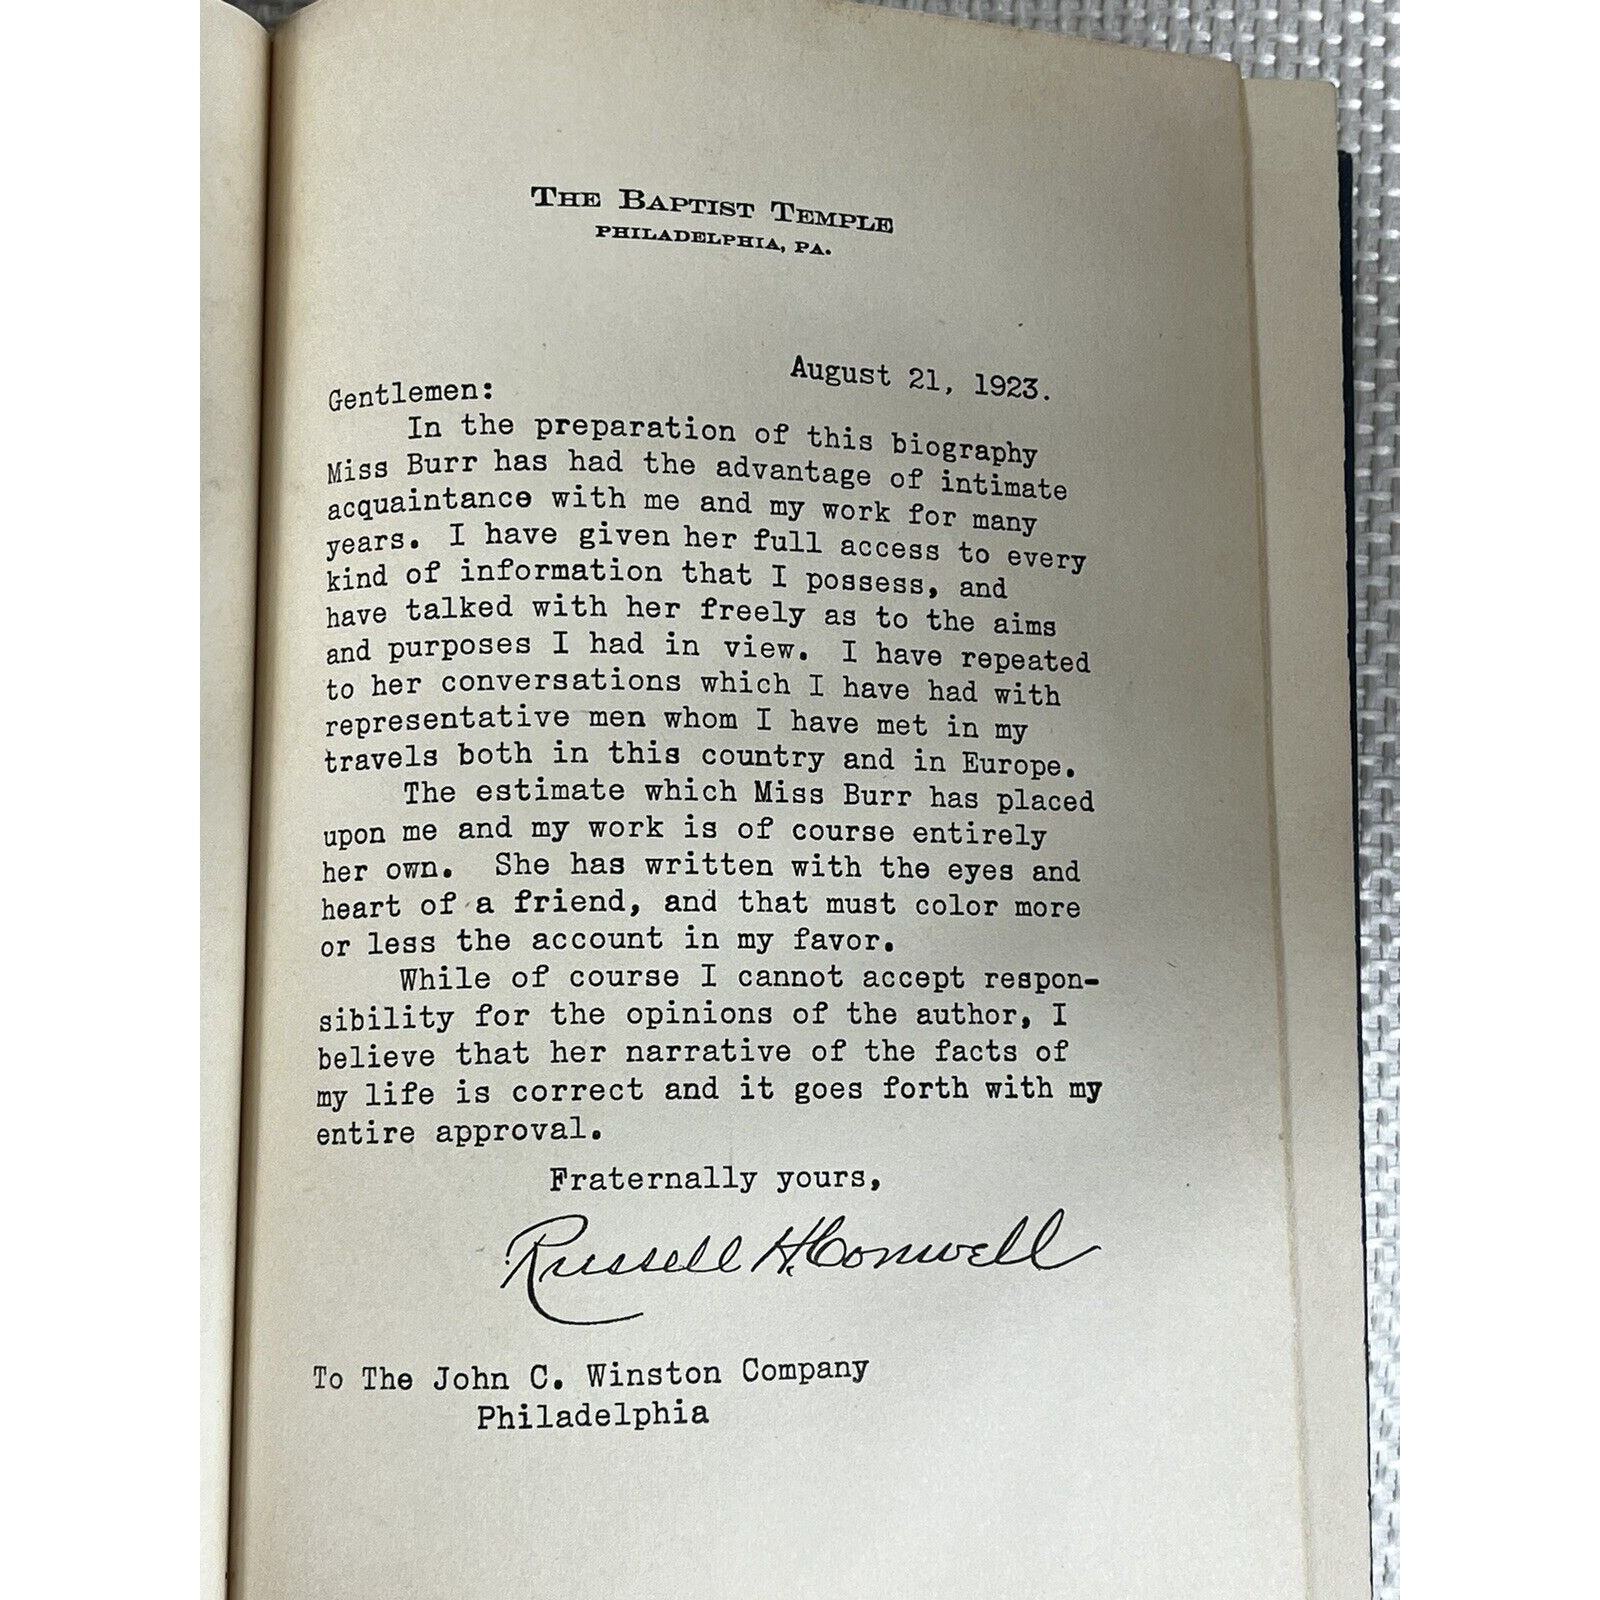 THE BAPTIST TEMPLE
PHILADELPHIA, PA.
August 21, 1923.
Gentlemen:
In the preparation of this biography
Miss Burr has had the advantage of intimate
acquaintance with me and my work for many
years. I have given her full access to every
kind of information that I possess, and
have talked with her freely as to the aims
and purposes I had in view. I have repeated
to her conversations which I have had with
representative men whom I have met in my
travels both in this country and in Europe.
The estimate which Miss Burr has placed
upon me and my work is of course entirely
her own. She has written with the eyes and
heart of a friend, and that must color more
or less the account in my favor.
While of course I cannot accept respon-
sibility for the opinions of the author, I
believe that her narrative of the facts of
my life is correct and it goes forth with my
entire approval.
Fraternally yours,
Russell H. Conwell
To The John C. Winston Company
Philadelphia